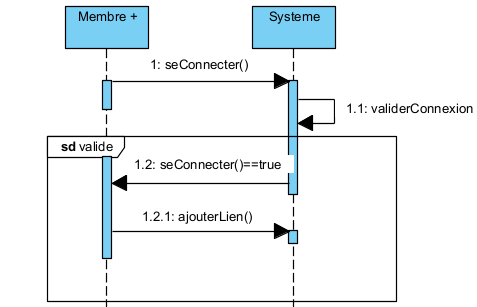 Membre +
Systeme
1: seConnecter()
1.1: validerConnexion
sd valide
1.2: seConnecter()==true
1.2.1: ajouterLien()